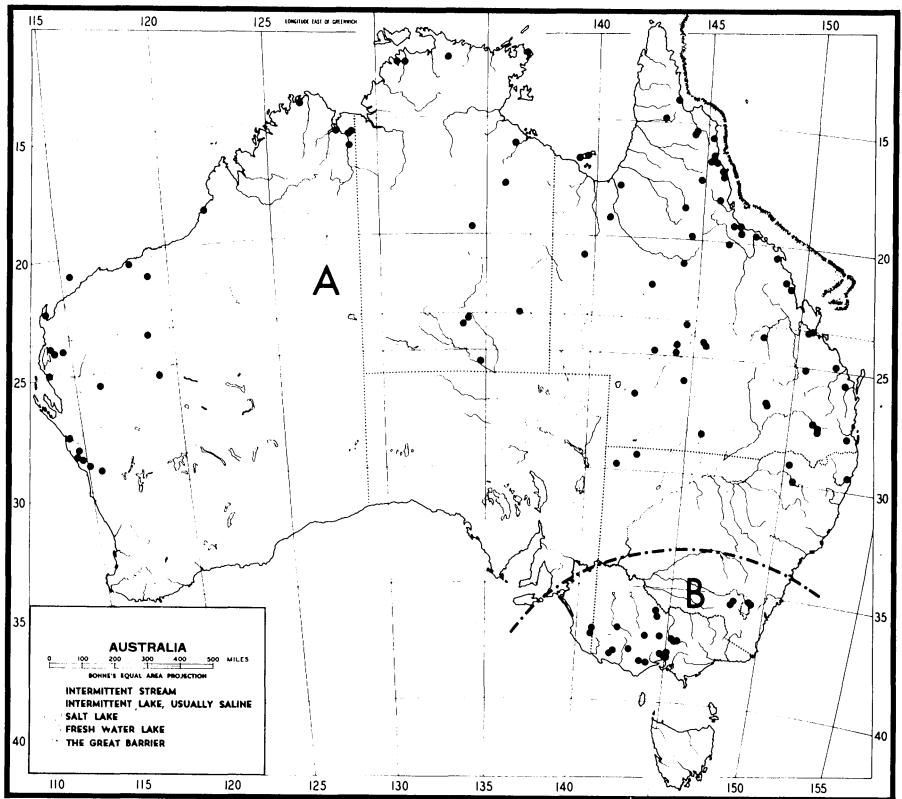 115 120 125 LONGITUDE EAST OF GREENWICH 140 145 150
15 15
20 20
25 25
30 30
35 35
40 40
A
B
AUSTRALIA
0 100 200 300 400 500 MILES
BONNE'S EQUAL AREA PROJECTION
INTERMITTENT STREAM
INTERMITTENT LAKE, USUALLY SALINE
SALT LAKE
FRESH WATER LAKE
THE GREAT BARRIER
110 115 120 125 130 135 140 150 155